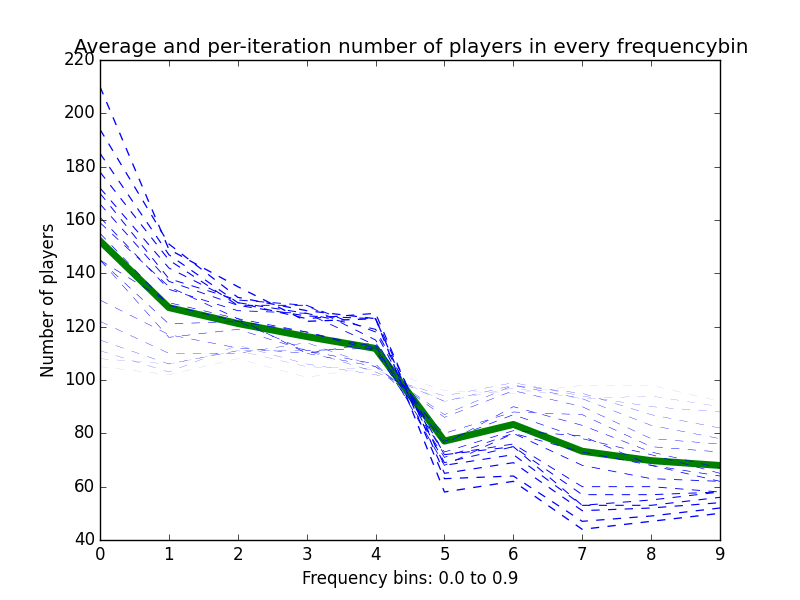 Average and per-iteration number of players in every frequencybin
220
200
180
160
140
120
100
80
60
40
Number of players
0 1 2 3 4 5 6 7 8 9
Frequency bins: 0.0 to 0.9